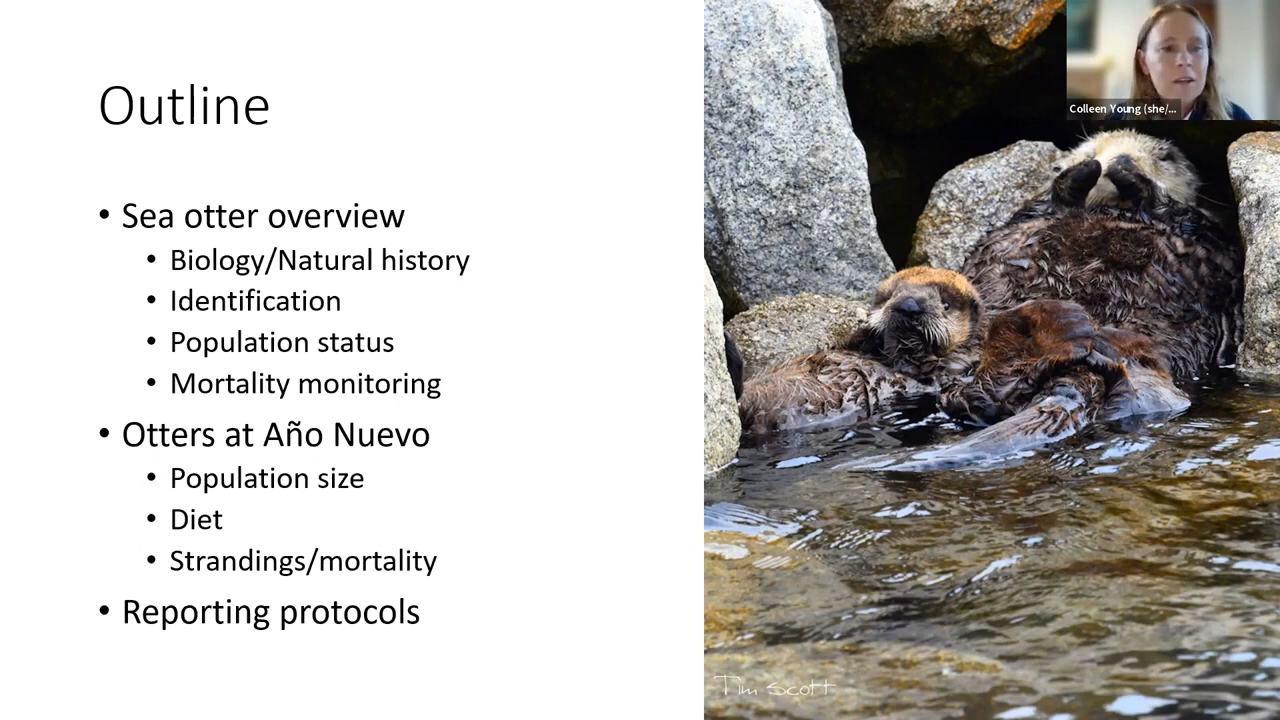 Outline
• Sea otter overview
• Biology/Natural history
• Identification
• Population status
• Mortality monitoring
• Otters at Año Nuevo
• Population size
• Diet
• Strandings/mortality
• Reporting protocols
Colleen Young (she/...
Tim Scott